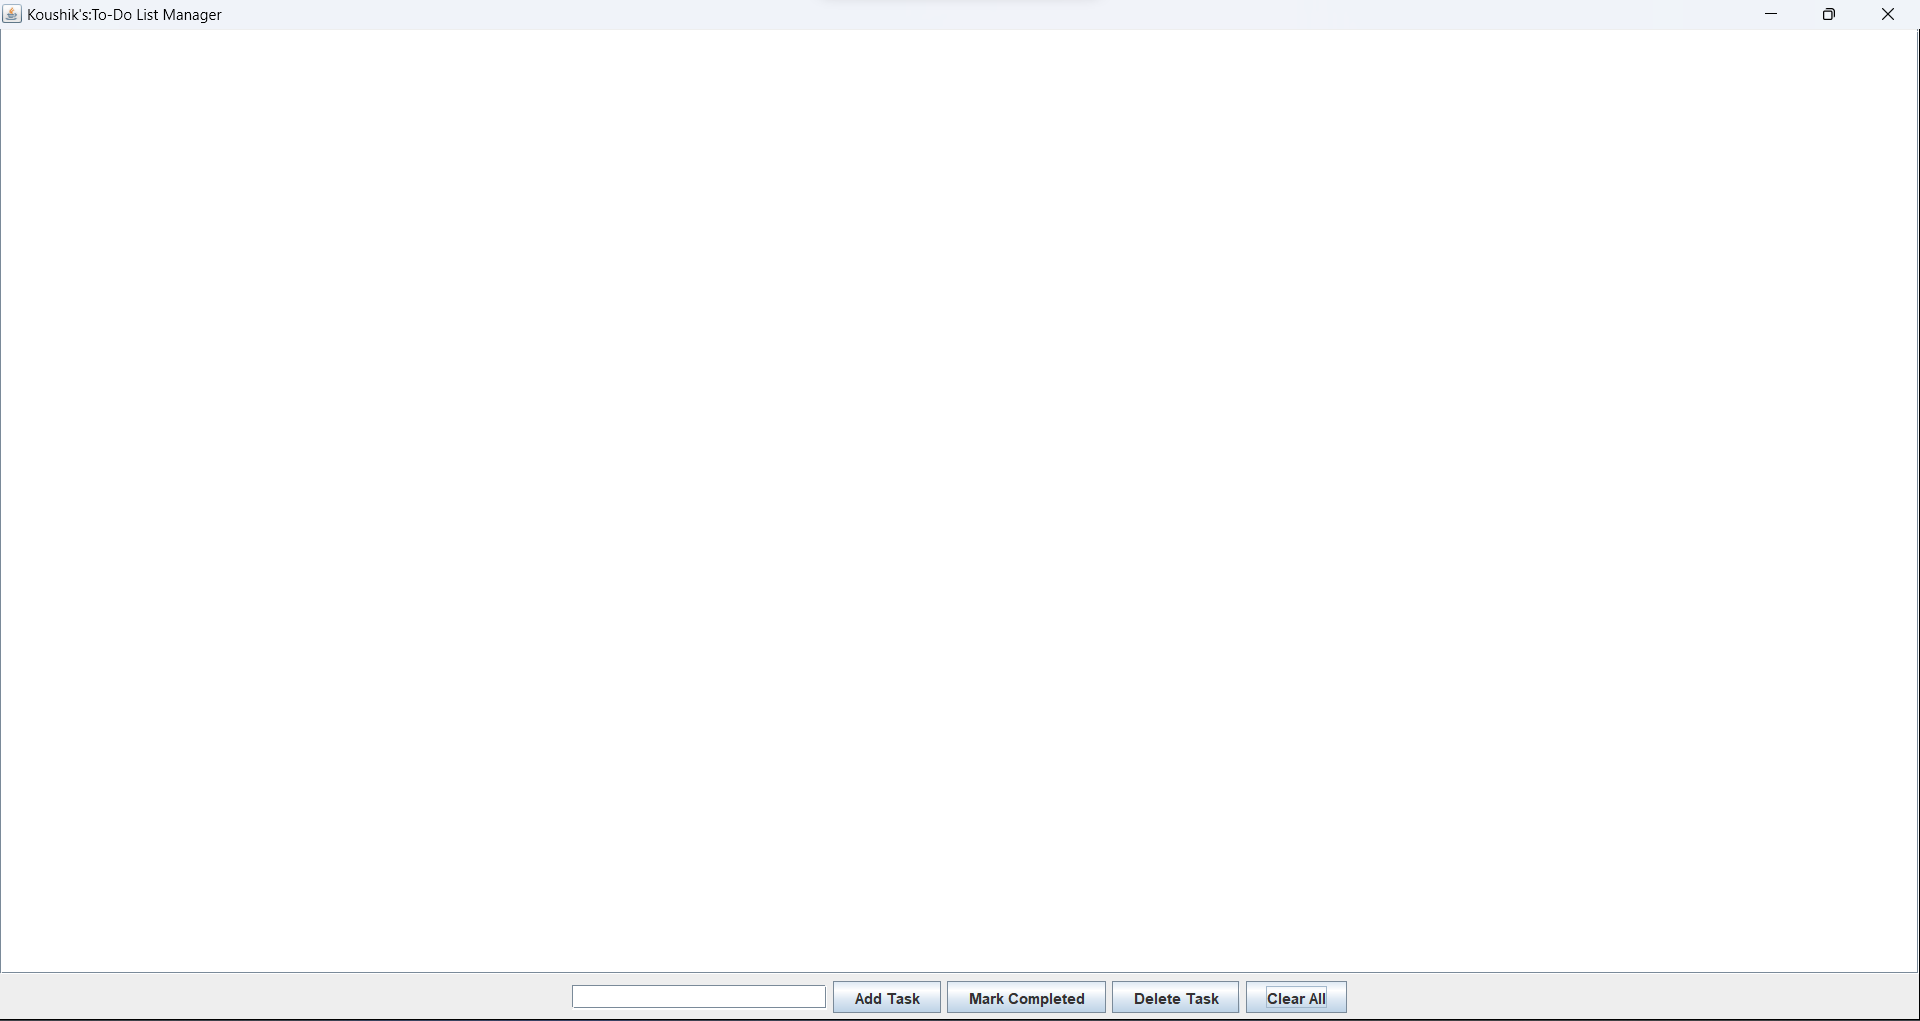 Koushik's:To-Do List Manager
Add Task Mark Completed Delete Task Clear All